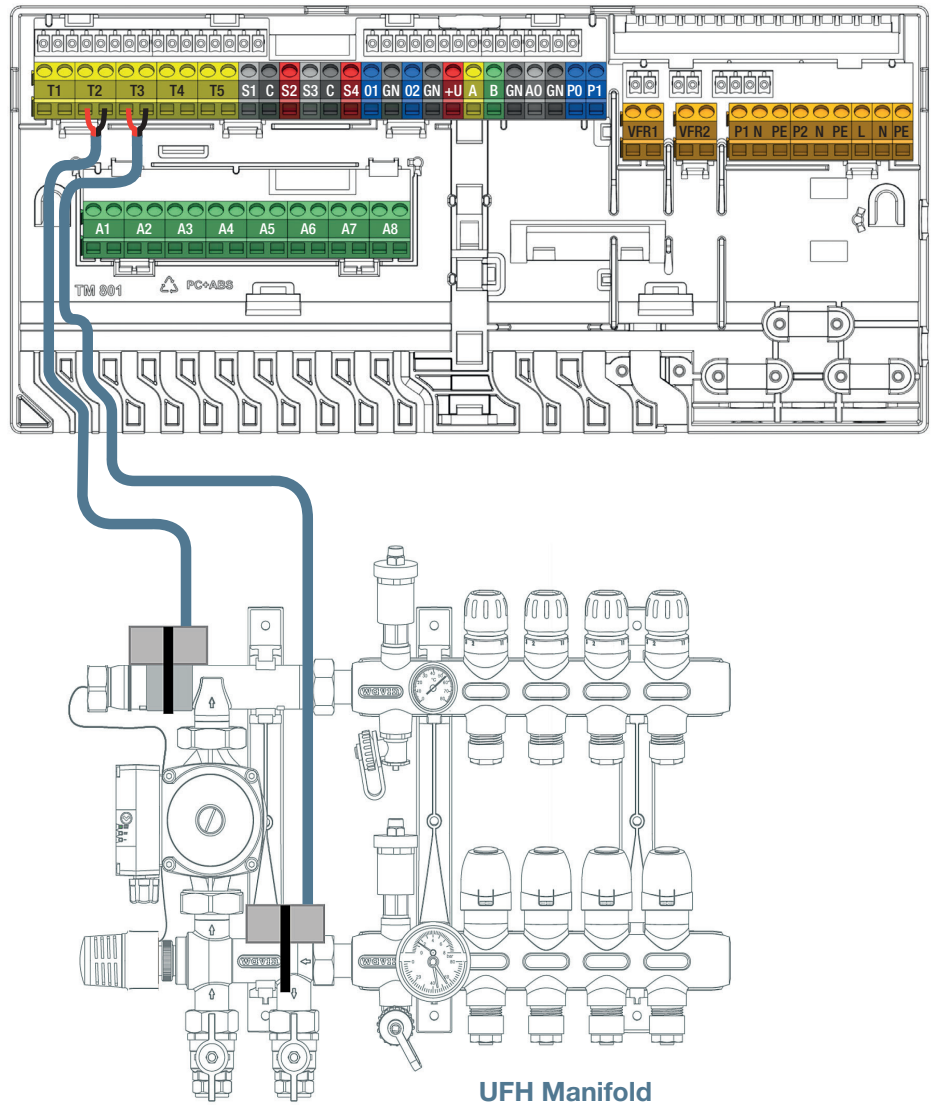 T1 T2 T3 T4 T5 S1 C S2 S3 C S4 01 GN 02 GN +U A B GN A0 GN P0 P1
VFR1 VFR2 P1 N PE P2 N PE L N PE
A1 A2 A3 A4 A5 A6 A7 A8
TM 801 PC+ABS
UFH Manifold